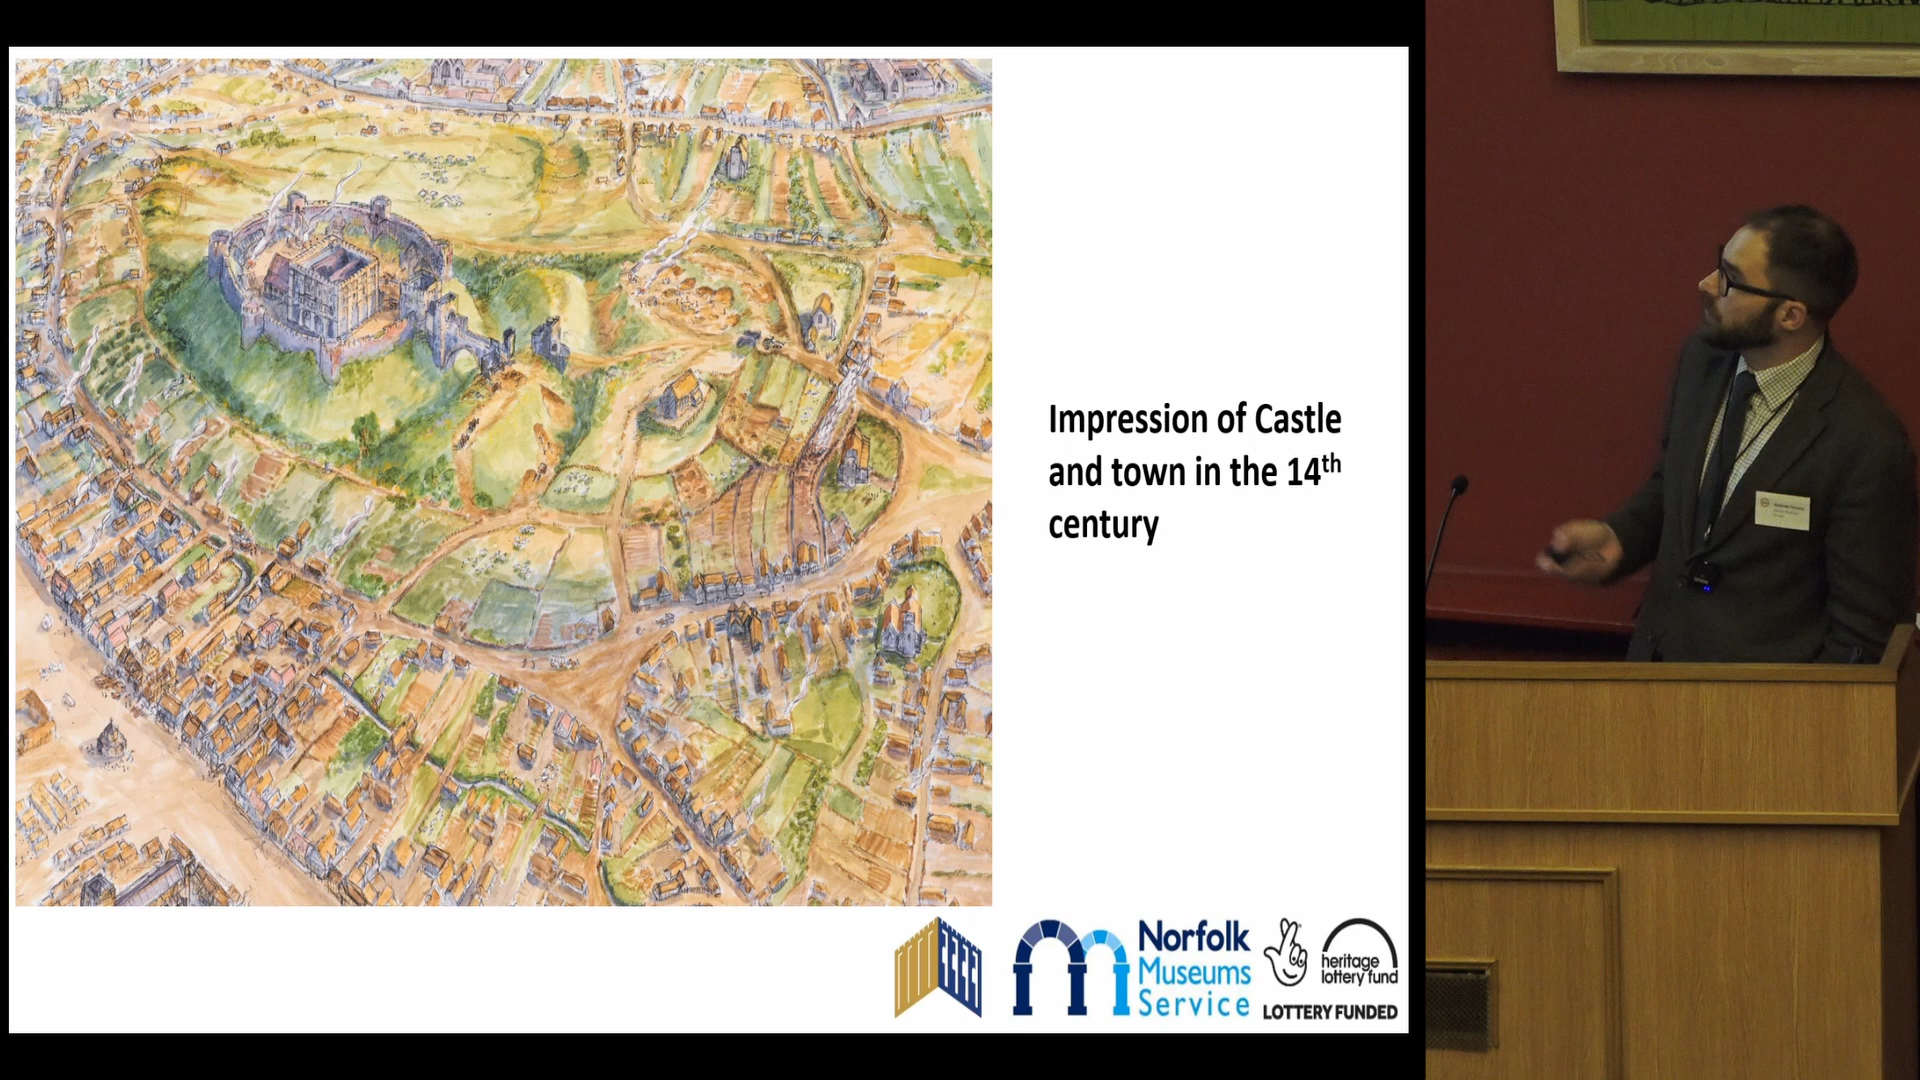 Impression of Castle
and town in the 14th
century
Norfolk
Museums
Service
heritage
lottery fund
LOTTERY FUNDED